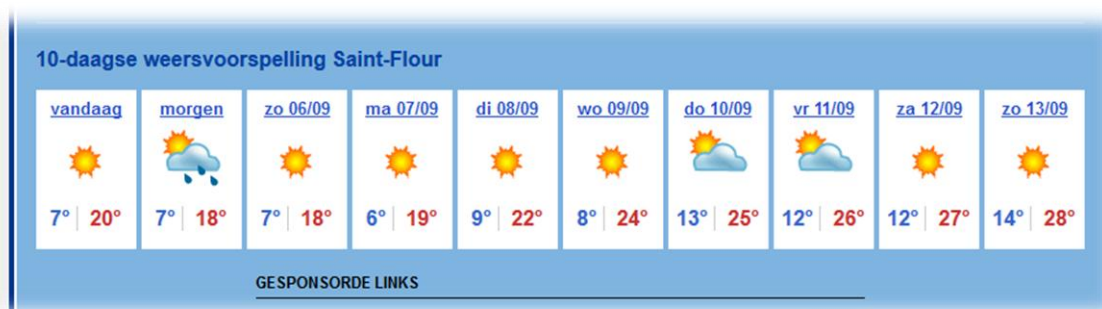 10-daagse weersvoorspelling Saint-Flour
vandaag morgen zo 06/09 ma 07/09 di 08/09 wo 09/09 do 10/09 vr 11/09 za 12/09 zo 13/09
7° 20° 7° 18° 7° 18° 6° 19° 9° 22° 8° 24° 13° 25° 12° 26° 12° 27° 14° 28°
GESPONSORDE LINKS